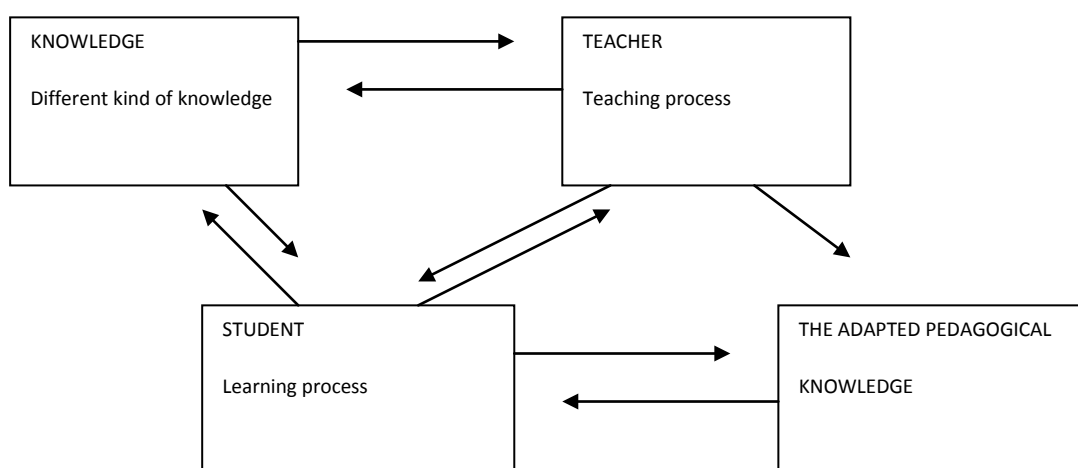 KNOWLEDGE
Different kind of knowledge
TEACHER
Teaching process
STUDENT
Learning process
THE ADAPTED PEDAGOGICAL
KNOWLEDGE